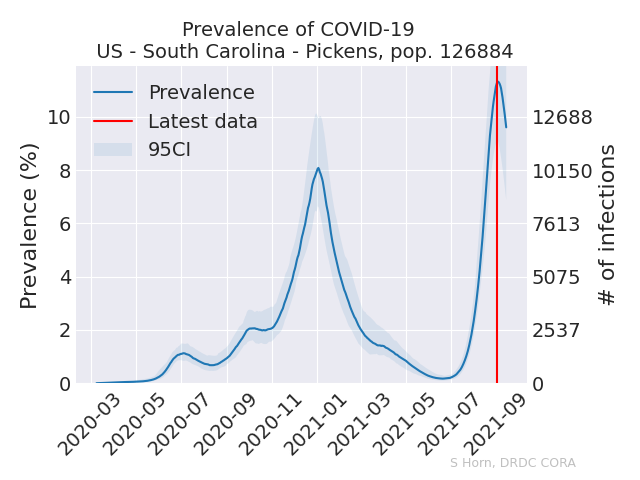 Prevalence of COVID-19
US - South Carolina - Pickens, pop. 126884
Prevalence
Latest data
95CI
Prevalence (%)
10
8
6
4
2
0
12688
10150
7613
5075
2537
0
# of infections
2020-03
2020-05
2020-07
2020-09
2020-11
2021-01
2021-03
2021-05
2021-07
2021-09
S Horn, DRDC CORA